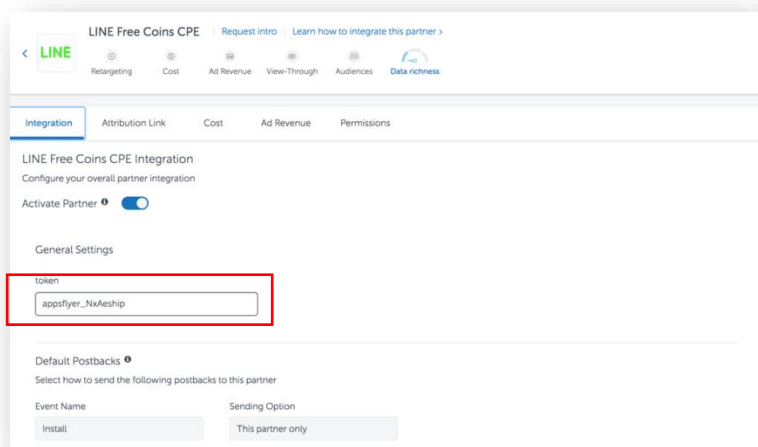 LINE Free Coins CPE Request intro Learn how to integrate this partner >
< LINE
Retargeting Cost Ad Revenue View-Through Audiences Data richness
Integration Attribution Link Cost Ad Revenue Permissions
LINE Free Coins CPE Integration
Configure your overall partner integration
Activate Partner
General Settings
token
appsflyer_NxAeship
Default Postbacks
Select how to send the following postbacks to this partner
Event Name Sending Option
Install This partner only